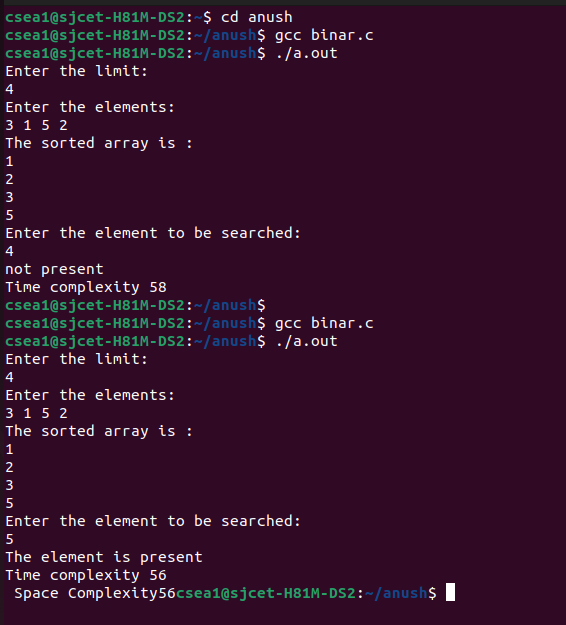 csea1@sjcet-H81M-DS2:~$ cd anush
csea1@sjcet-H81M-DS2:~/anush$ gcc binar.c
csea1@sjcet-H81M-DS2:~/anush$ ./a.out
Enter the limit:
4
Enter the elements:
3 1 5 2
The sorted array is :
1
2
3
5
Enter the element to be searched:
4
not present
Time complexity 58
csea1@sjcet-H81M-DS2:~/anush$
csea1@sjcet-H81M-DS2:~/anush$ gcc binar.c
csea1@sjcet-H81M-DS2:~/anush$ ./a.out
Enter the limit:
4
Enter the elements:
3 1 5 2
The sorted array is :
1
2
3
5
Enter the element to be searched:
5
The element is present
Time complexity 56
 Space Complexity56csea1@sjcet-H81M-DS2:~/anush$